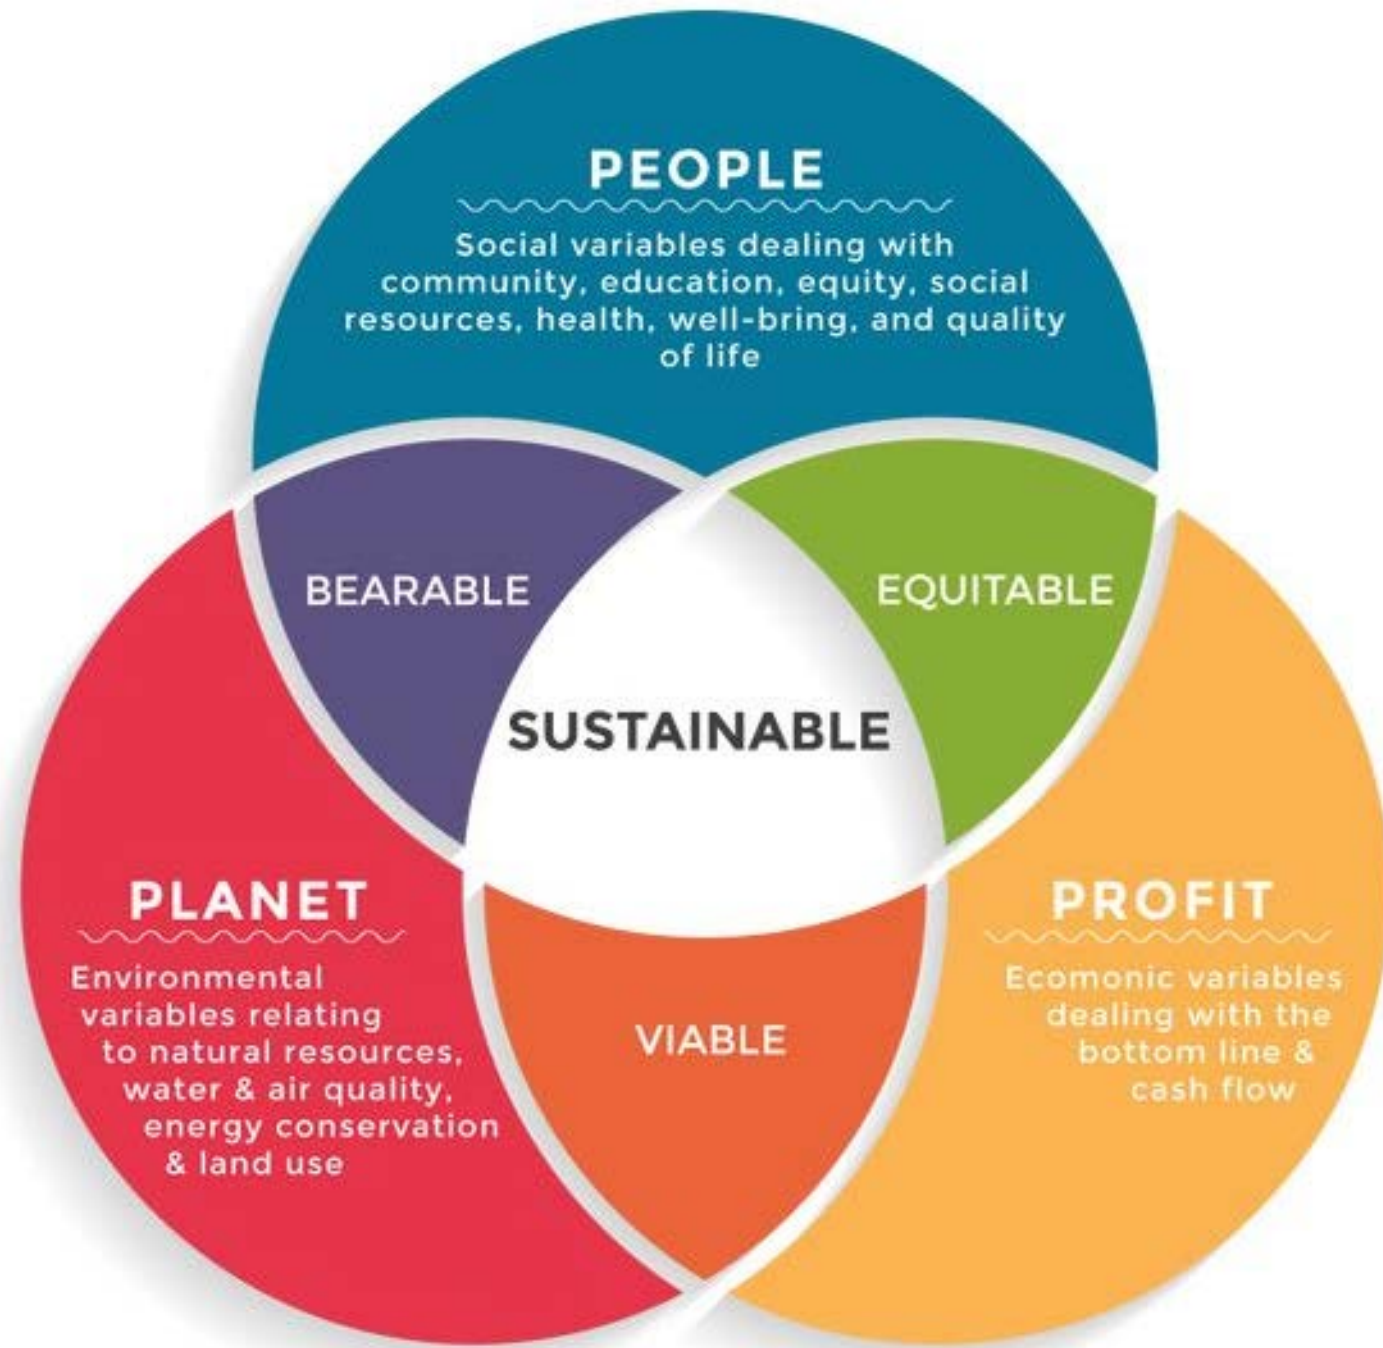 PEOPLE
Social variables dealing with
community, education, equity, social
resources, health, well-bring, and quality
of life
BEARABLE
EQUITABLE
SUSTAINABLE
PLANET
Environmental
variables relating
to natural resources,
water & air quality,
energy conservation
& land use
VIABLE
PROFIT
Ecomonic variables
dealing with the
bottom line &
cash flow